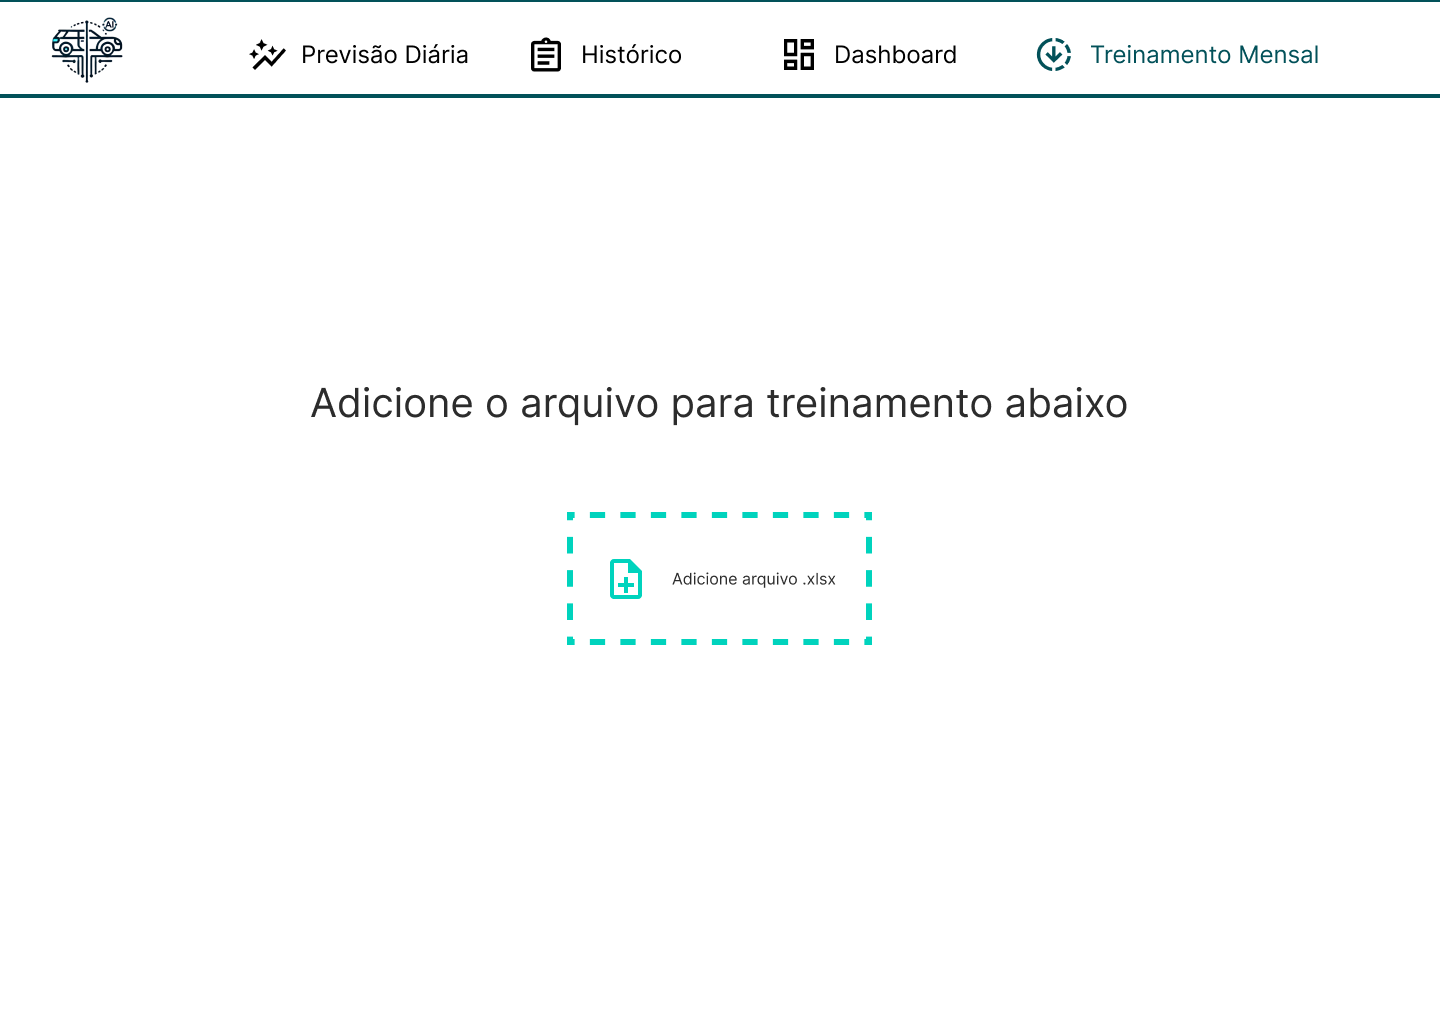 AI
Previsão Diária
Histórico
Dashboard
Treinamento Mensal
Adicione o arquivo para treinamento abaixo
Adicione arquivo .xlsx